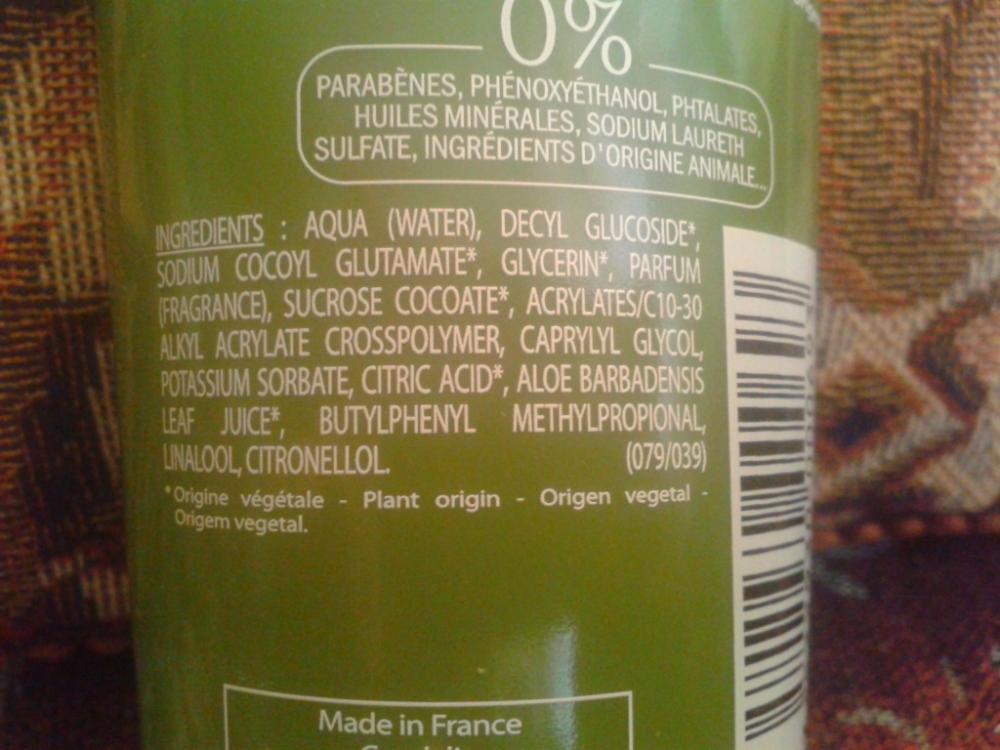 0%
PARABÈNES, PHÉNOXYÉTHANOL, PHTALATES,
HUILES MINÉRALES, SODIUM LAURETH
SULFATE, INGRÉDIENTS D'ORIGINE ANIMALE...
INGREDIENTS : AQUA (WATER), DECYL GLUCOSIDE*,
SODIUM COCOYL GLUTAMATE*, GLYCERIN*, PARFUM
(FRAGRANCE), SUCROSE COCOATE*, ACRYLATES/C10-30
ALKYL ACRYLATE CROSSPOLYMER, CAPRYLYL GLYCOL,
POTASSIUM SORBATE, CITRIC ACID*, ALOE BARBADENSIS
LEAF JUICE*, BUTYLPHENYL METHYLPROPIONAL,
LINALOOL, CITRONELLOL. (079/039)
*Origine végétale - Plant origin - Origen vegetal -
Origem vegetal.
Made in France